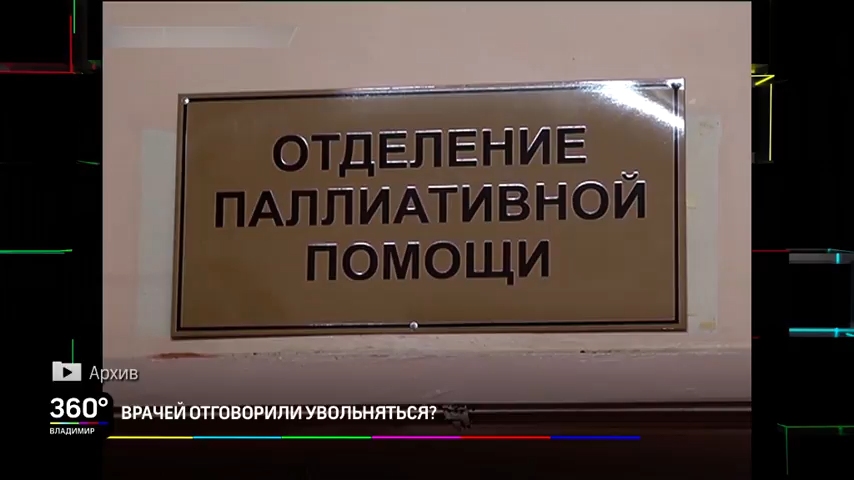 ОТДЕЛЕНИЕ
ПАЛЛИАТИВНОЙ
ПОМОЩИ
Архив
360°
ВЛАДИМИР
ВРАЧЕЙ ОТГОВОРИЛИ УВОЛЬНЯТЬСЯ?